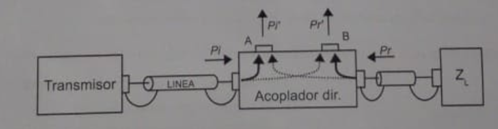 Pi' Pr'
A B
Pi Pr
Transmisor LINEA Acoplador dir. ZL